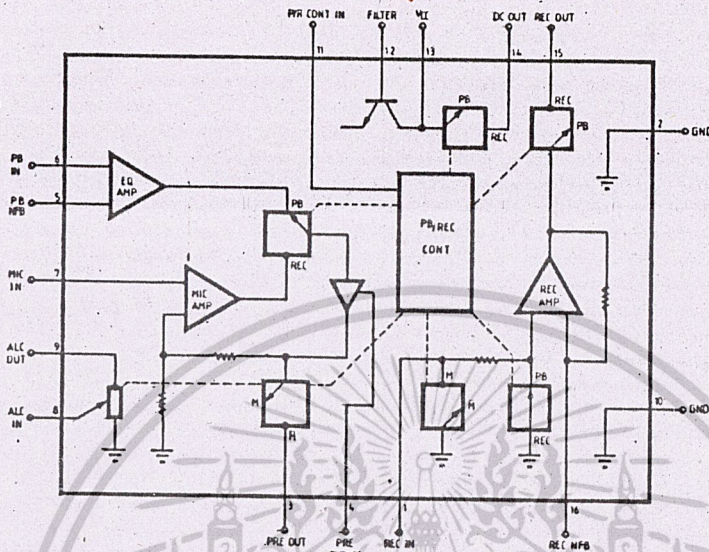 P/R CONT IN
FILTER
VCC
DC OUT
REC OUT
11
12
13
14
15
PB
REC
REC
PB
2
GND
PB IN
6
EQ AMP
PB NFB
5
PB
REC
PB/REC CONT
MIC IN
7
MIC AMP
REC AMP
ALC OUT
9
M
M̅
M
M̅
PB
REC
ALC IN
8
10
GND
3
4
1
16
PRE OUT
PRE
REC IN
REC NFB